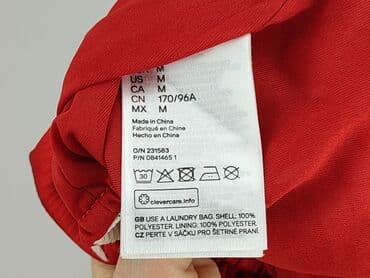 M
US M
CA M
CN 170/96A
MX M
Made in China
Fabriqué en Chine
Hecho en China
O/N 231583
P/N 0841465 1
30
clevercare.info
GB USE A LAUNDRY BAG. SHELL: 100%
POLYESTER. LINING: 100% POLYESTER
CZ PERTE V SÁČKU PRO ŠETRNÉ PRANÍ.